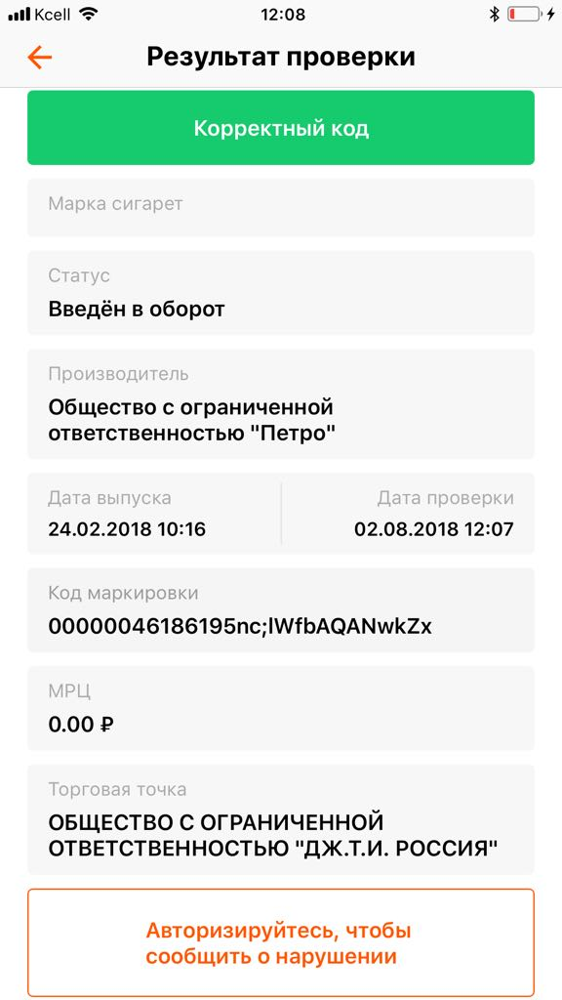 Kcell 12:08
Результат проверки
Корректный код
Марка сигарет
Статус
Введён в оборот
Производитель
Общество с ограниченной
ответственностью "Петро"
Дата выпуска Дата проверки
24.02.2018 10:16 02.08.2018 12:07
Код маркировки
00000046186195nc;lWfbAQANwkZx
МРЦ
0.00 ₽
Торговая точка
ОБЩЕСТВО С ОГРАНИЧЕННОЙ
ОТВЕТСТВЕННОСТЬЮ "ДЖ.Т.И. РОССИЯ"
Авторизируйтесь, чтобы
сообщить о нарушении